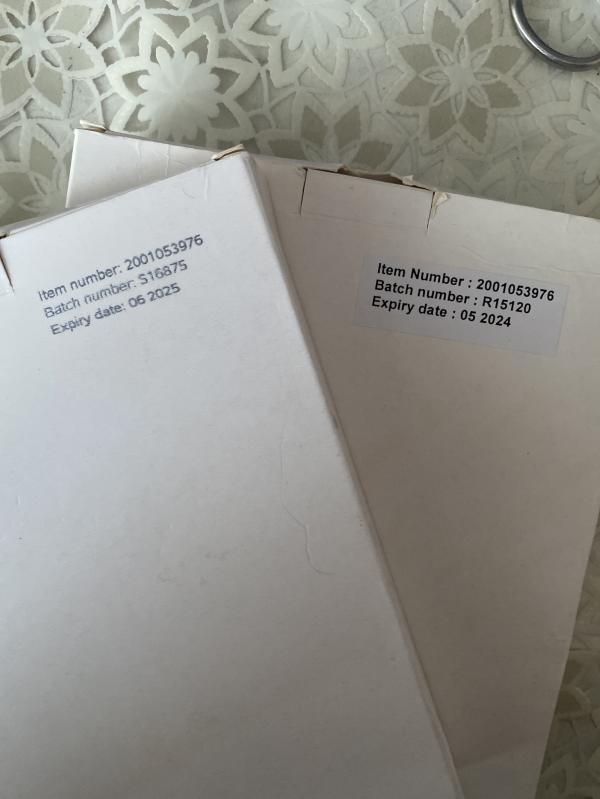 Item number: 2001053976
Batch number: S16875
Expiry date: 06 2025
Item Number : 2001053976
Batch number : R15120
Expiry date : 05 2024